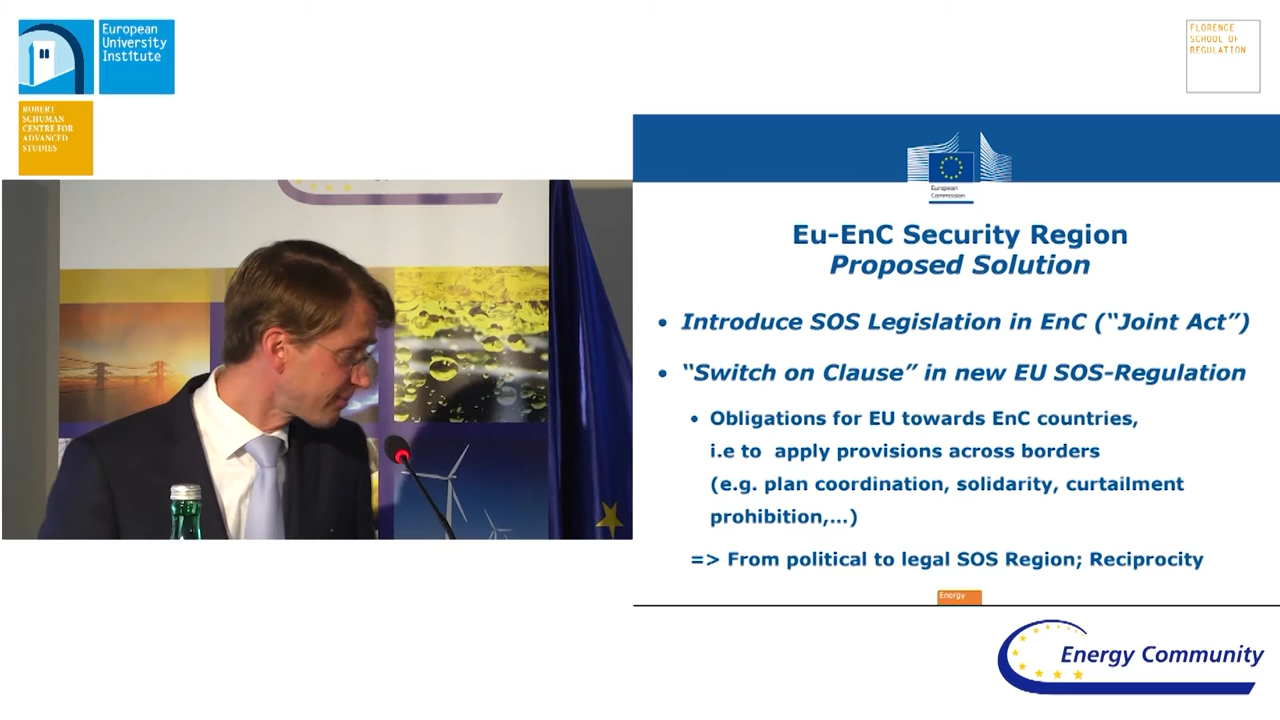 European
University
Institute
ROBERT
SCHUMAN
CENTRE FOR
ADVANCED
STUDIES
FLORENCE
SCHOOL OF
REGULATION
European
Commission
Eu-EnC Security Region
Proposed Solution
• Introduce SOS Legislation in EnC (“Joint Act”)
• “Switch on Clause” in new EU SOS-Regulation
• Obligations for EU towards EnC countries,
i.e to apply provisions across borders
(e.g. plan coordination, solidarity, curtailment
prohibition,...)
=> From political to legal SOS Region; Reciprocity
Energy
Energy Community